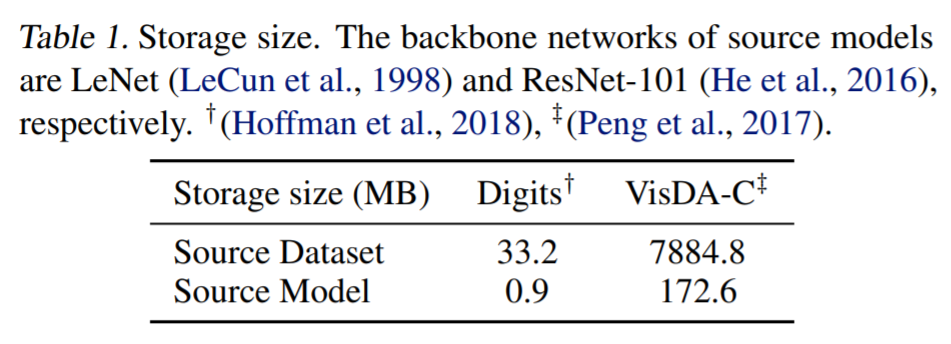 Table 1. Storage size. The backbone networks of source models
are LeNet (LeCun et al., 1998) and ResNet-101 (He et al., 2016),
respectively. †(Hoffman et al., 2018), ‡(Peng et al., 2017).
Storage size (MB) Digits† VisDA-C‡
Source Dataset 33.2 7884.8
Source Model 0.9 172.6